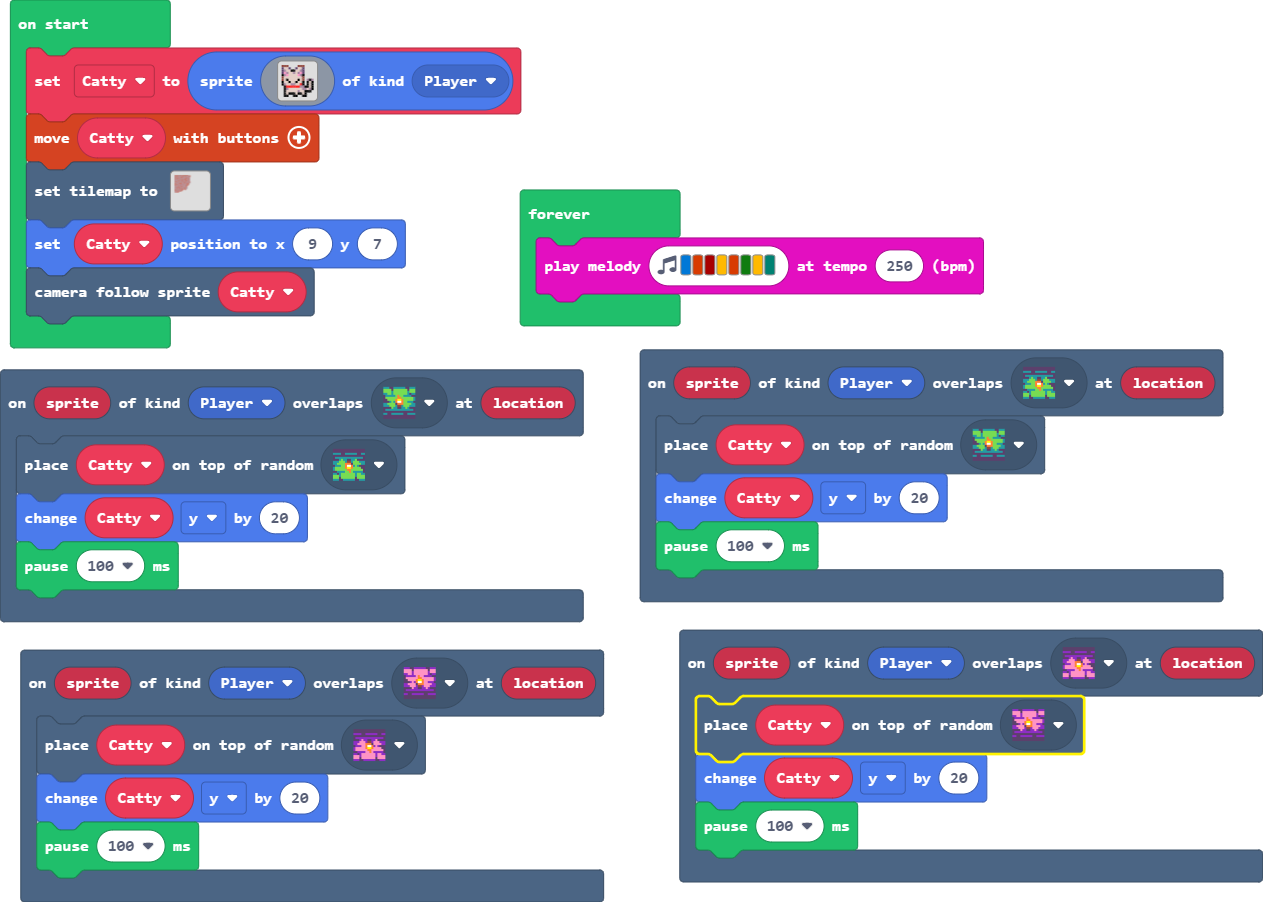 on start
set Catty to sprite of kind Player
move Catty with buttons
set tilemap to
set Catty position to x 9 y 7
camera follow sprite Catty
forever
play melody at tempo 250 (bpm)
on sprite of kind Player overlaps at location
place Catty on top of random
change Catty y by 20
pause 100 ms
on sprite of kind Player overlaps at location
place Catty on top of random
change Catty y by 20
pause 100 ms
on sprite of kind Player overlaps at location
place Catty on top of random
change Catty y by 20
pause 100 ms
on sprite of kind Player overlaps at location
place Catty on top of random
change Catty y by 20
pause 100 ms